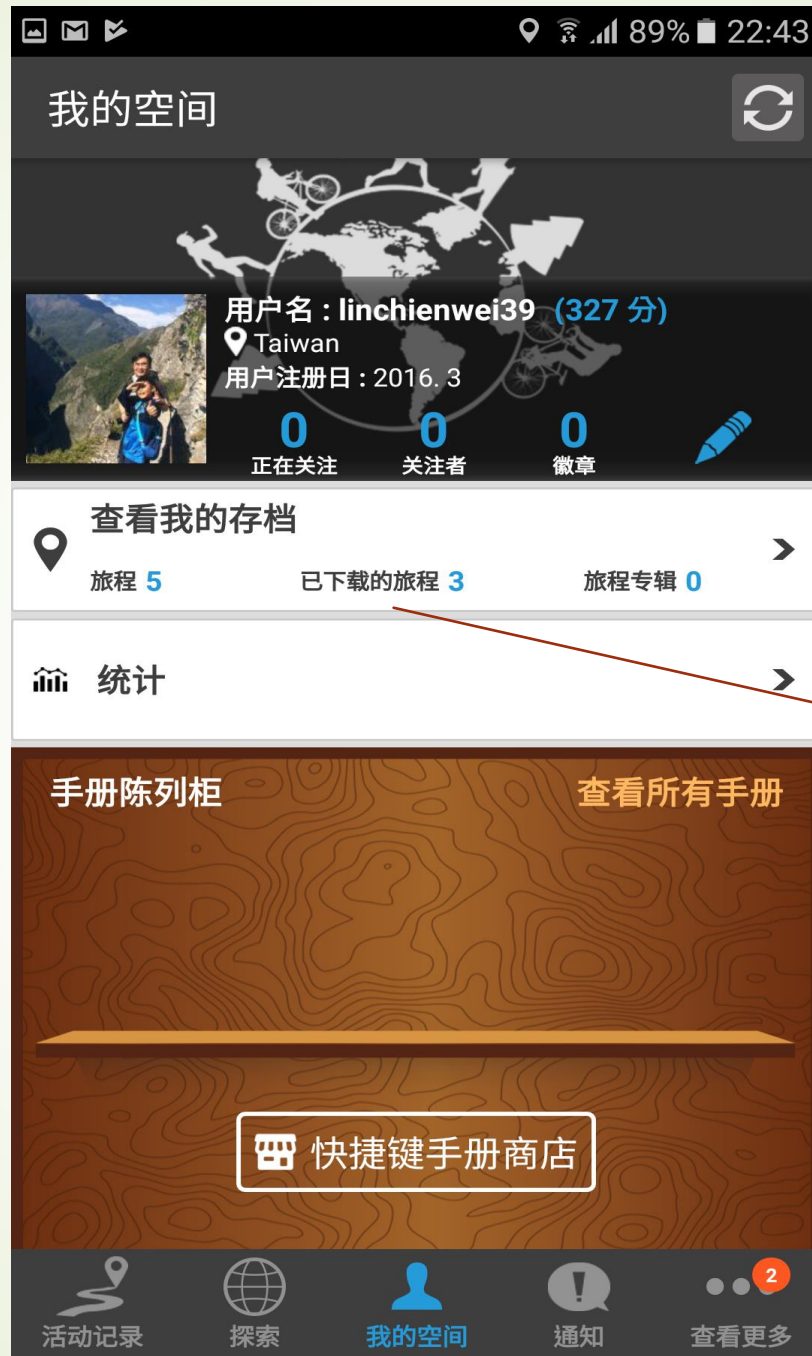 89% 22:43
我的空间
用户名 : linchienwei39 (327 分)
Taiwan
用户注册日 : 2016. 3
0 0 0
正在关注 关注者 徽章
查看我的存档
旅程 5 已下载的旅程 3 旅程专辑 0
统计
手册陈列柜 查看所有手册
快捷键手册商店
2
活动记录 探索 我的空间 通知 查看更多